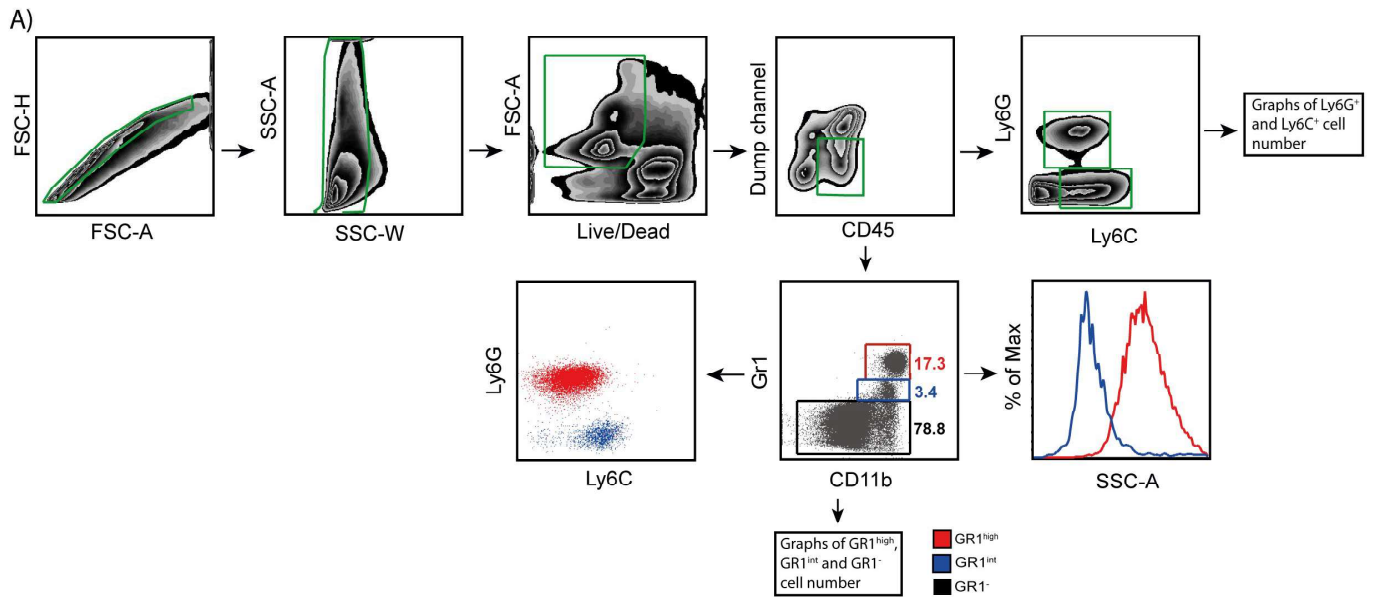 A)
FSC-H
FSC-A
SSC-A
SSC-W
FSC-A
Live/Dead
Dump channel
CD45
Ly6G
Ly6C
Graphs of Ly6G⁺
and Ly6C⁺ cell
number
Ly6G
Ly6C
Gr1
17.3
3.4
78.8
CD11b
% of Max
SSC-A
Graphs of GR1ʰⁱᵍʰ,
GR1ⁱⁿᵗ and GR1⁻
cell number
GR1ʰⁱᵍʰ
GR1ⁱⁿᵗ
GR1⁻